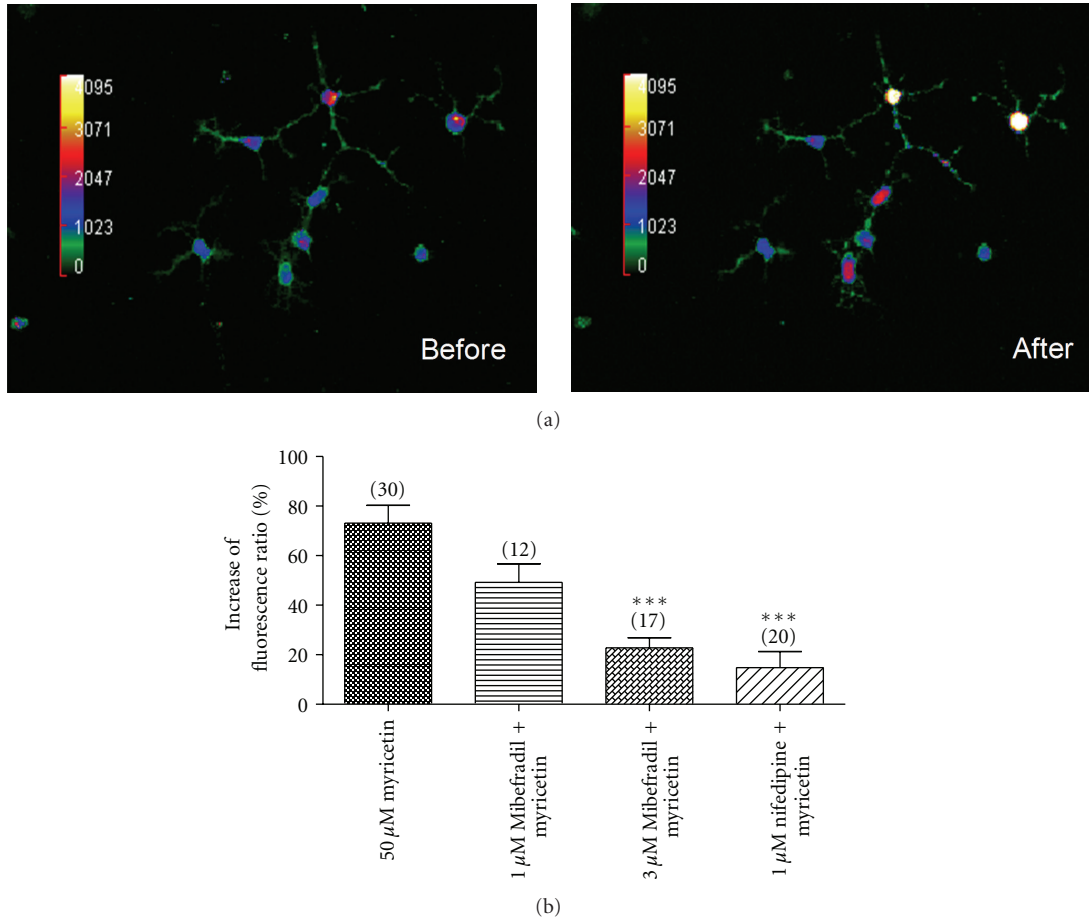 4095
3071
2047
1023
0
Before
4095
3071
2047
1023
0
After
(a)
Increase of
fluorescence ratio (%)
100
80
60
40
20
0
(30)
(12)
***
(17)
***
(20)
50 μM myricetin
1 μM Mibefradil +
myricetin
3 μM Mibefradil +
myricetin
1 μM nifedipine +
myricetin
(b)